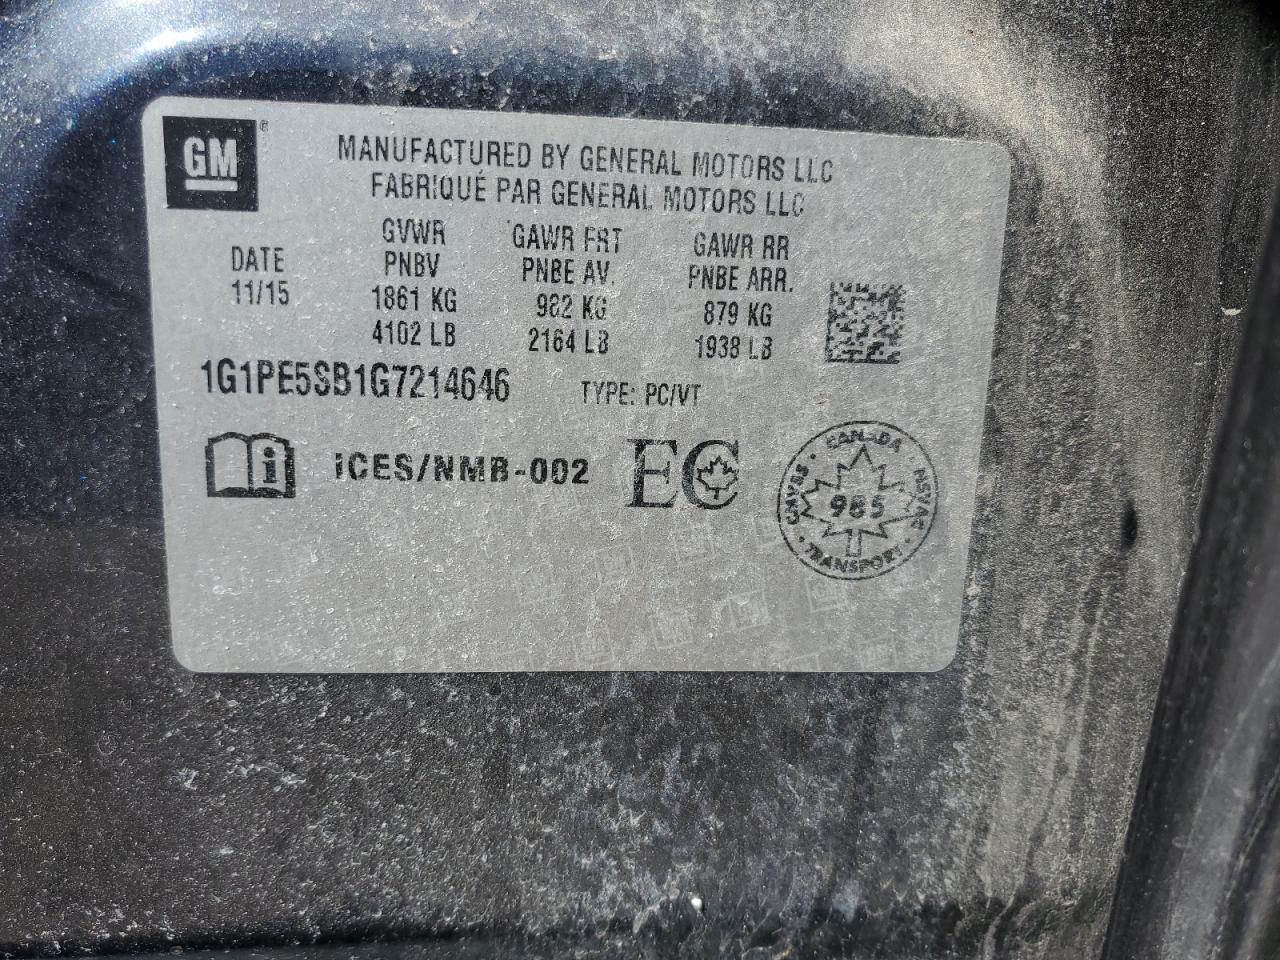 GM®
MANUFACTURED BY GENERAL MOTORS LLC
FABRIQUÉ PAR GENERAL MOTORS LLC
DATE
11/15
GVWR
PNBV
1861 KG
4102 LB
GAWR FRT
PNBE AV.
982 KG
2164 LB
GAWR RR
PNBE ARR.
879 KG
1938 LB
1G1PE5SB1G7214646 TYPE: PC/VT
i ICES/NMB-002 EC
CANADA
CMVSS · NSVAC
985
· TRANSPORT ·